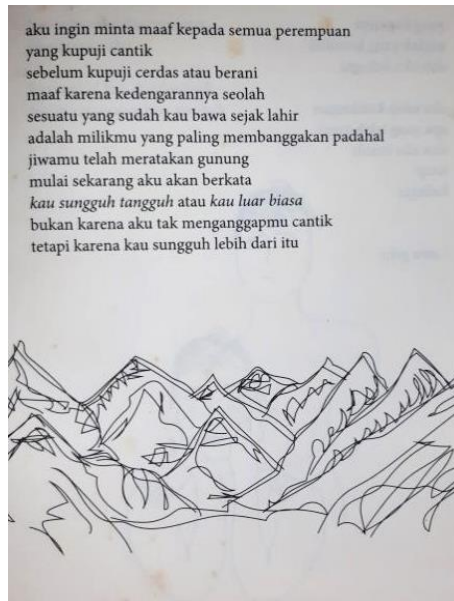 aku ingin minta maaf kepada semua perempuan
yang kupuji cantik
sebelum kupuji cerdas atau berani
maaf karena kedengarannya seolah
sesuatu yang sudah kau bawa sejak lahir
adalah milikmu yang paling membanggakan padahal
jiwamu telah meratakan gunung
mulai sekarang aku akan berkata
kau sungguh tangguh atau kau luar biasa
bukan karena aku tak menganggapmu cantik
tetapi karena kau sungguh lebih dari itu